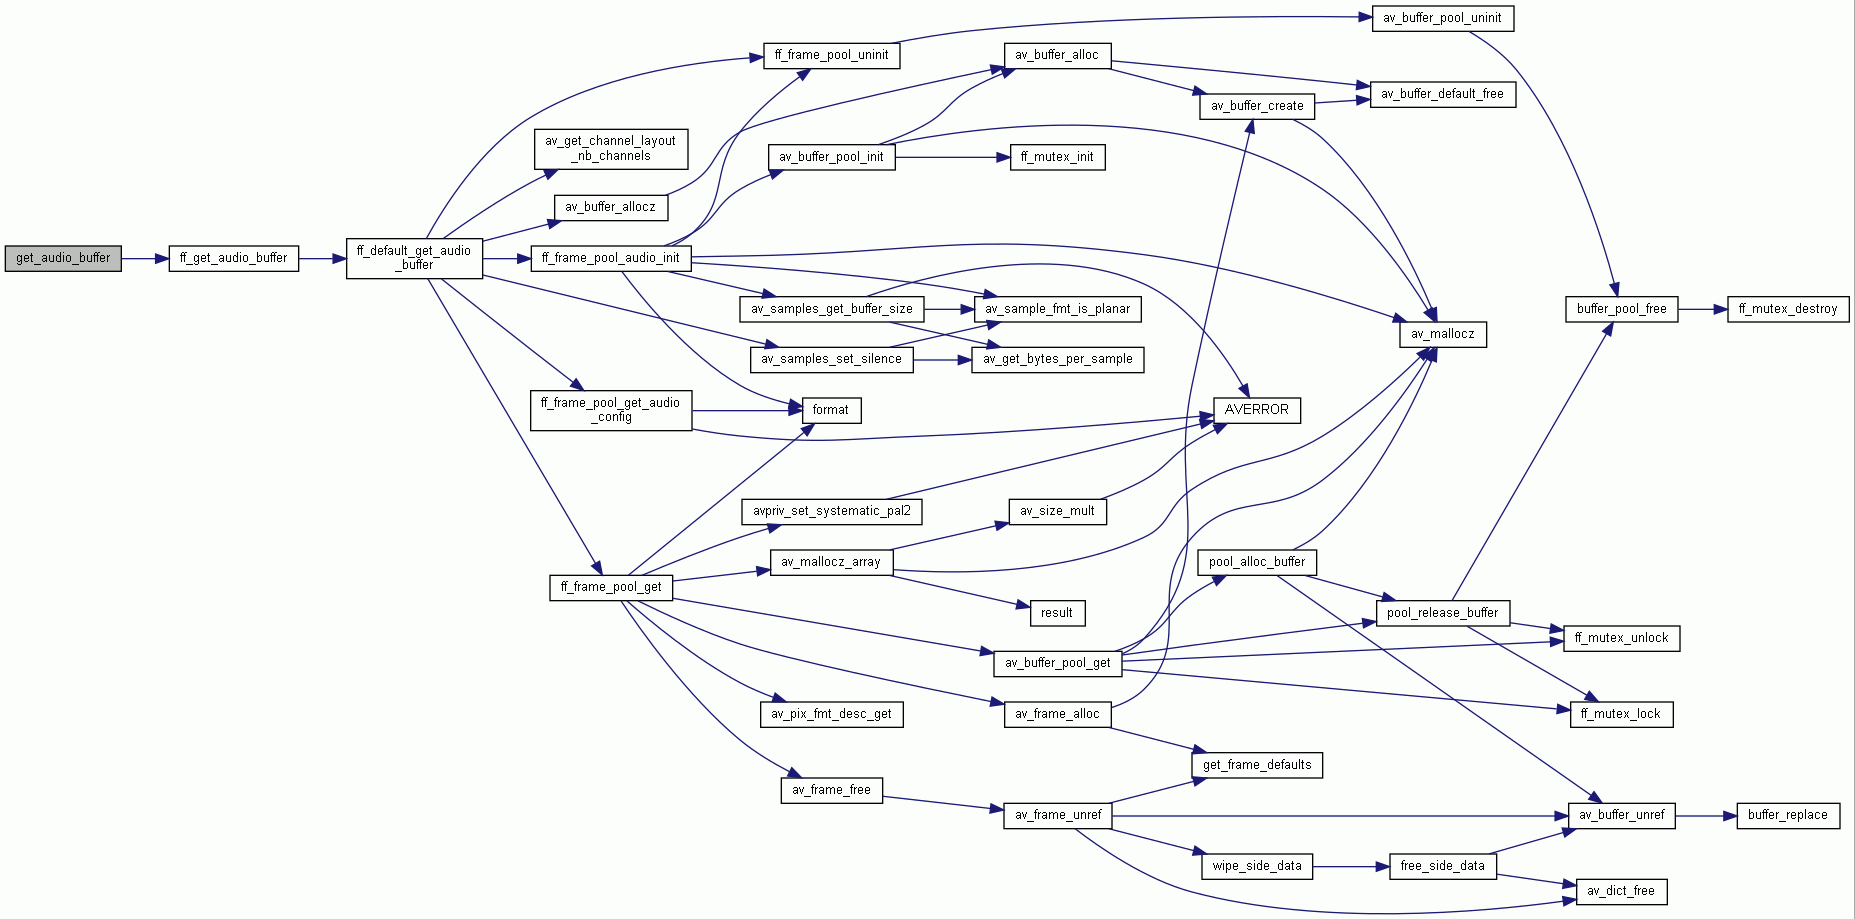 av_buffer_pool_uninit
ff_frame_pool_uninit
av_buffer_alloc
av_buffer_default_free
av_buffer_create
av_get_channel_layout
_nb_channels
av_buffer_pool_init
ff_mutex_init
av_buffer_allocz
get_audio_buffer
ff_get_audio_buffer
ff_default_get_audio
_buffer
ff_frame_pool_audio_init
av_samples_get_buffer_size
av_sample_fmt_is_planar
buffer_pool_free
ff_mutex_destroy
av_mallocz
av_samples_set_silence
av_get_bytes_per_sample
ff_frame_pool_get_audio
_config
format
AVERROR
avpriv_set_systematic_pal2
av_size_mult
av_mallocz_array
pool_alloc_buffer
ff_frame_pool_get
result
pool_release_buffer
ff_mutex_unlock
av_buffer_pool_get
av_pix_fmt_desc_get
av_frame_alloc
ff_mutex_lock
get_frame_defaults
av_frame_free
av_frame_unref
av_buffer_unref
buffer_replace
wipe_side_data
free_side_data
av_dict_free